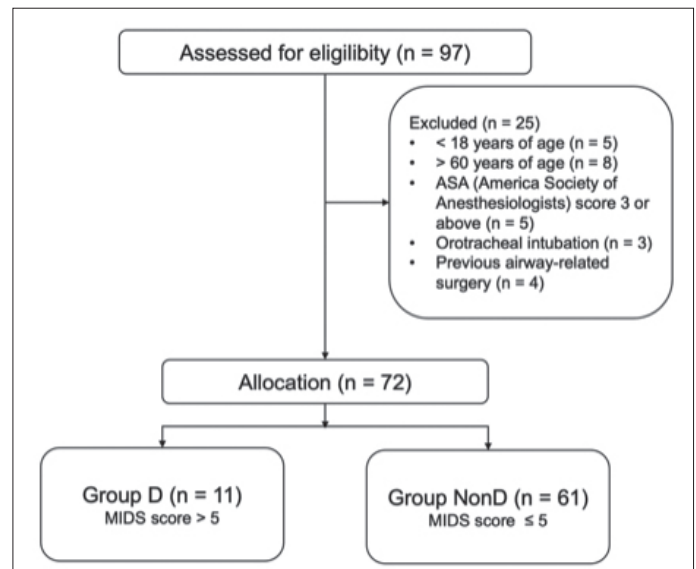 Assessed for eligilibity (n = 97)
Excluded (n = 25)
• < 18 years of age (n = 5)
• > 60 years of age (n = 8)
• ASA (America Society of
Anesthesiologists) score 3 or
above (n = 5)
• Orotracheal intubation (n = 3)
• Previous airway-related
surgery (n = 4)
Allocation (n = 72)
Group D (n = 11)
MIDS score > 5
Group NonD (n = 61)
MIDS score ≤ 5